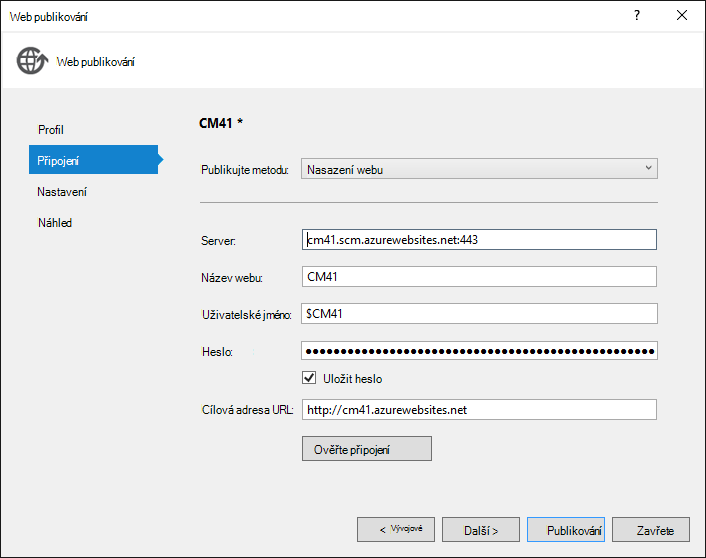 Web publikování
?
Web publikování
CM41 *
Profil
Připojení
Nastavení
Náhled
Publikujte metodu: Nasazení webu
Server: cm41.scm.azurewebsites.net:443
Název webu: CM41
Uživatelské jméno: $CM41
Heslo: ••••••••••••••••••••••••••••••••••••••••••••••••••
Uložit heslo
Cílová adresa URL: http://cm41.azurewebsites.net
Ověřte připojení
< Vývojové Další > Publikování Zavřete